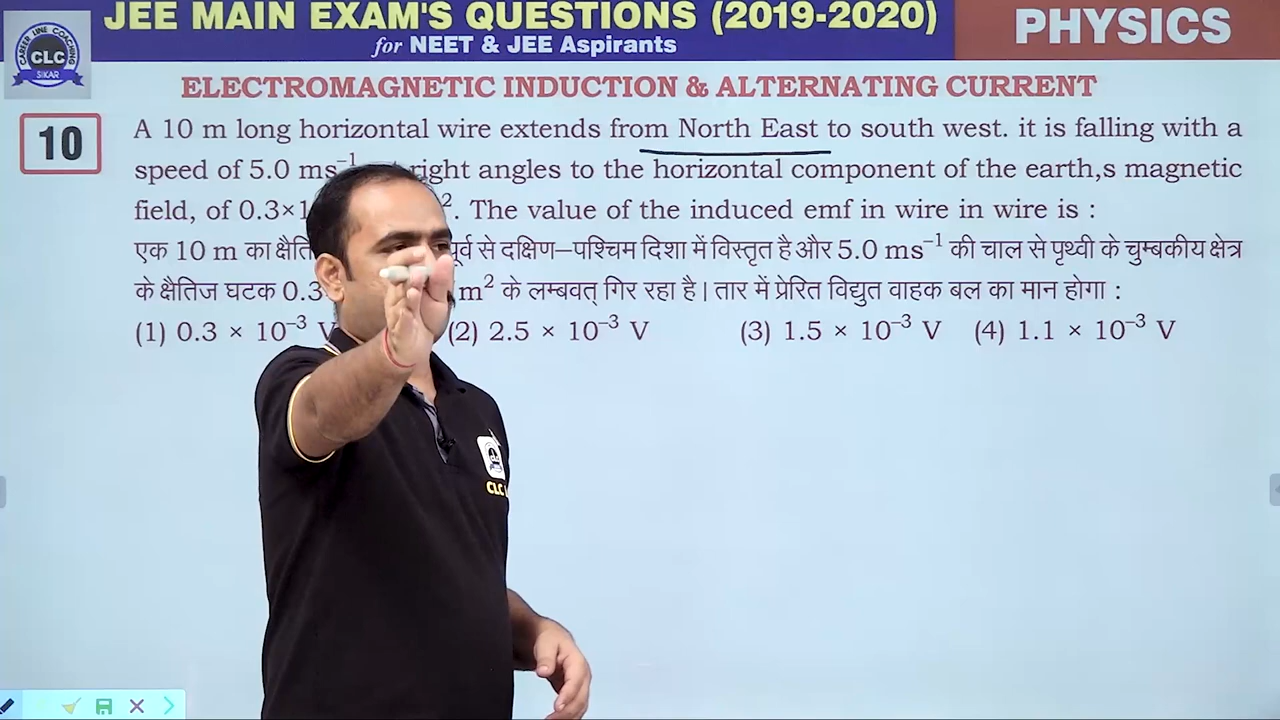 JEE MAIN EXAM'S QUESTIONS (2019-2020)
for NEET & JEE Aspirants
PHYSICS
CAREER LINE COACHING
CLC
SIKAR
ELECTROMAGNETIC INDUCTION & ALTERNATING CURRENT
10
A 10 m long horizontal wire extends from North East to south west. it is falling with a
speed of 5.0 ms⁻¹ right angles to the horizontal component of the earth,s magnetic
field, of 0.3×1 ². The value of the induced emf in wire in wire is :
एक 10 m का से दक्षिण–पश्चिम दिशा में विस्तृत है और 5.0 ms⁻¹ की चाल से पृथ्वी के चुम्बकीय क्षेत्र
के क्षैतिज घटक 0.3 m² के लम्बवत् गिर रहा है। तार में प्रेरित विद्युत वाहक बल का मान होगा :
(1) 0.3 × 10⁻³ V (2) 2.5 × 10⁻³ V (3) 1.5 × 10⁻³ V (4) 1.1 × 10⁻³ V
CLC